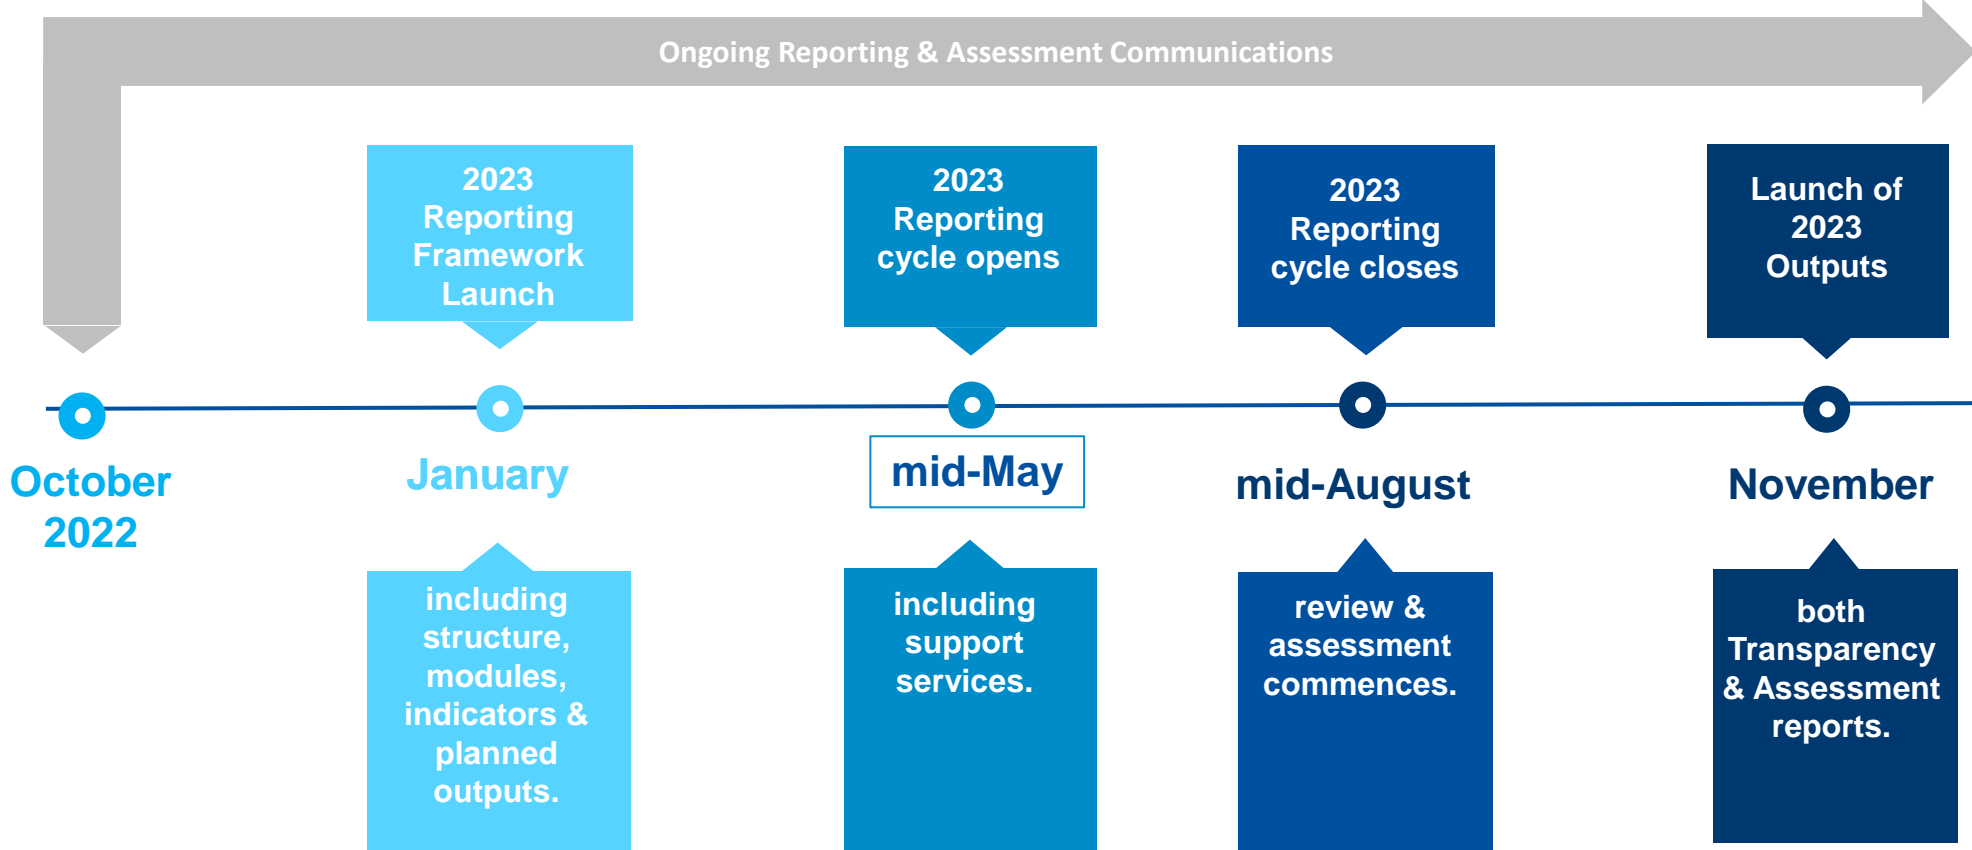 Ongoing Reporting & Assessment Communications
2023
Reporting
Framework
Launch
2023
Reporting
cycle opens
2023
Reporting
cycle closes
Launch of
2023
Outputs
October
2022
January
mid-May
mid-August
November
including
structure,
modules,
indicators &
planned
outputs.
including
support
services.
review &
assessment
commences.
both
Transparency
& Assessment
reports.